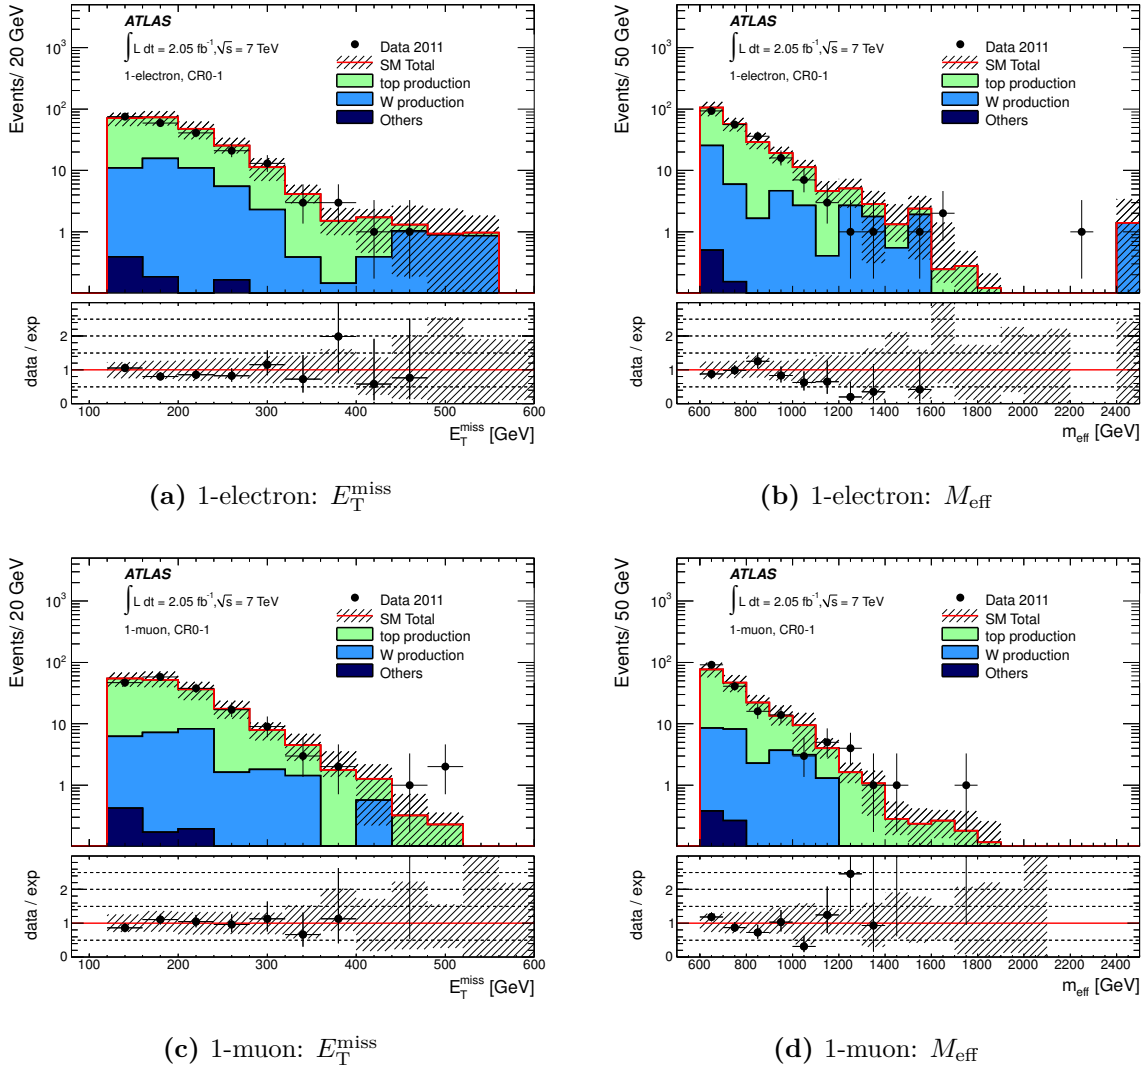 ATLAS
∫ L dt = 2.05 fb⁻¹,√s = 7 TeV
1-electron, CR0-1
Data 2011
SM Total
top production
W production
Others
Events/ 20 GeV
10³
10²
10
1
data / exp
2
1
0
100 200 300 400 500 600
E_T^miss [GeV]
(a) 1-electron: E_T^miss
ATLAS
∫ L dt = 2.05 fb⁻¹,√s = 7 TeV
1-electron, CR0-1
Data 2011
SM Total
top production
W production
Others
Events/ 50 GeV
10³
10²
10
1
data / exp
2
1
0
600 800 1000 1200 1400 1600 1800 2000 2200 2400
m_eff [GeV]
(b) 1-electron: M_eff
ATLAS
∫ L dt = 2.05 fb⁻¹,√s = 7 TeV
1-muon, CR0-1
Data 2011
SM Total
top production
W production
Others
Events/ 20 GeV
10³
10²
10
1
data / exp
2
1
0
100 200 300 400 500 600
E_T^miss [GeV]
(c) 1-muon: E_T^miss
ATLAS
∫ L dt = 2.05 fb⁻¹,√s = 7 TeV
1-muon, CR0-1
Data 2011
SM Total
top production
W production
Others
Events/ 50 GeV
10³
10²
10
1
data / exp
2
1
0
600 800 1000 1200 1400 1600 1800 2000 2200 2400
m_eff [GeV]
(d) 1-muon: M_eff